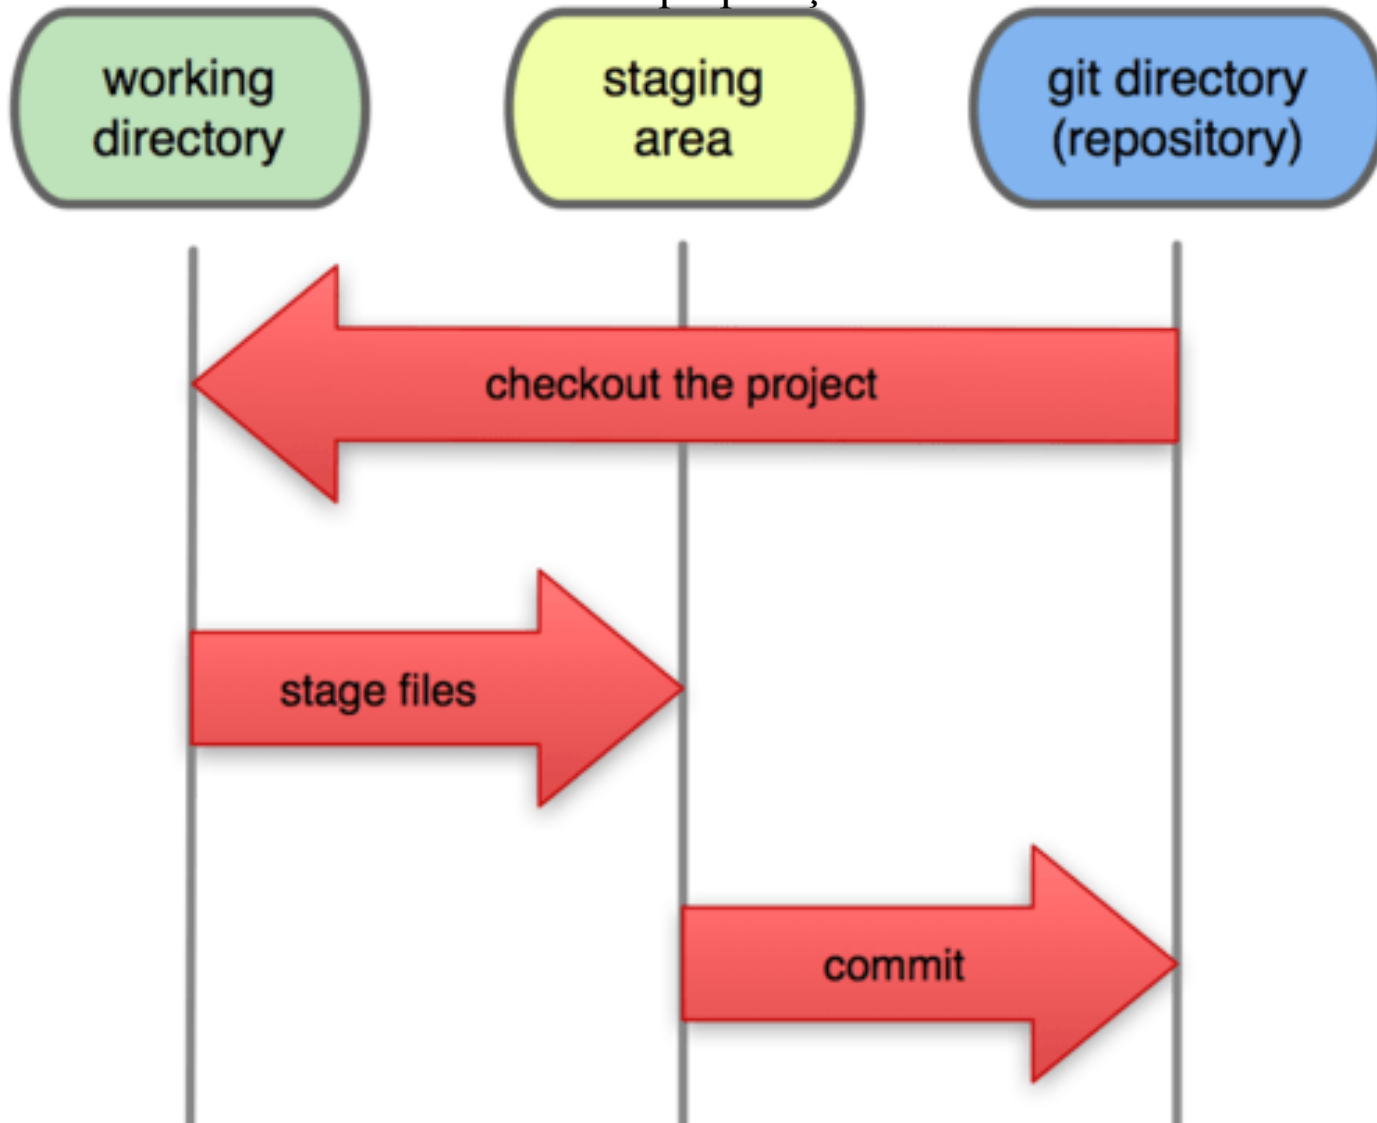 working
directory
staging
area
git directory
(repository)
checkout the project
stage files
commit